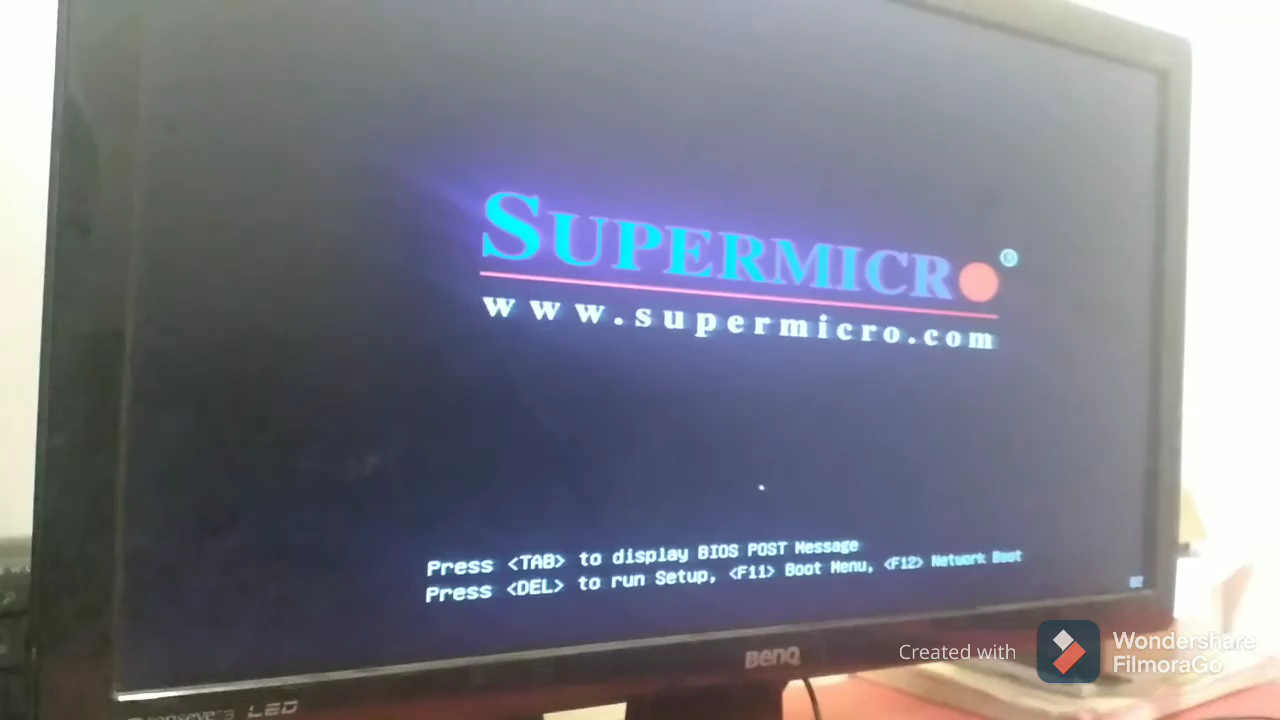 SUPERMICRO ®
www.supermicro.com
Press <TAB> to display BIOS POST Message
Press <DEL> to run Setup, <F11> Boot Menu, <F12> Network Boot
BenQ
LED
Created with
Wondershare
FilmoraGo